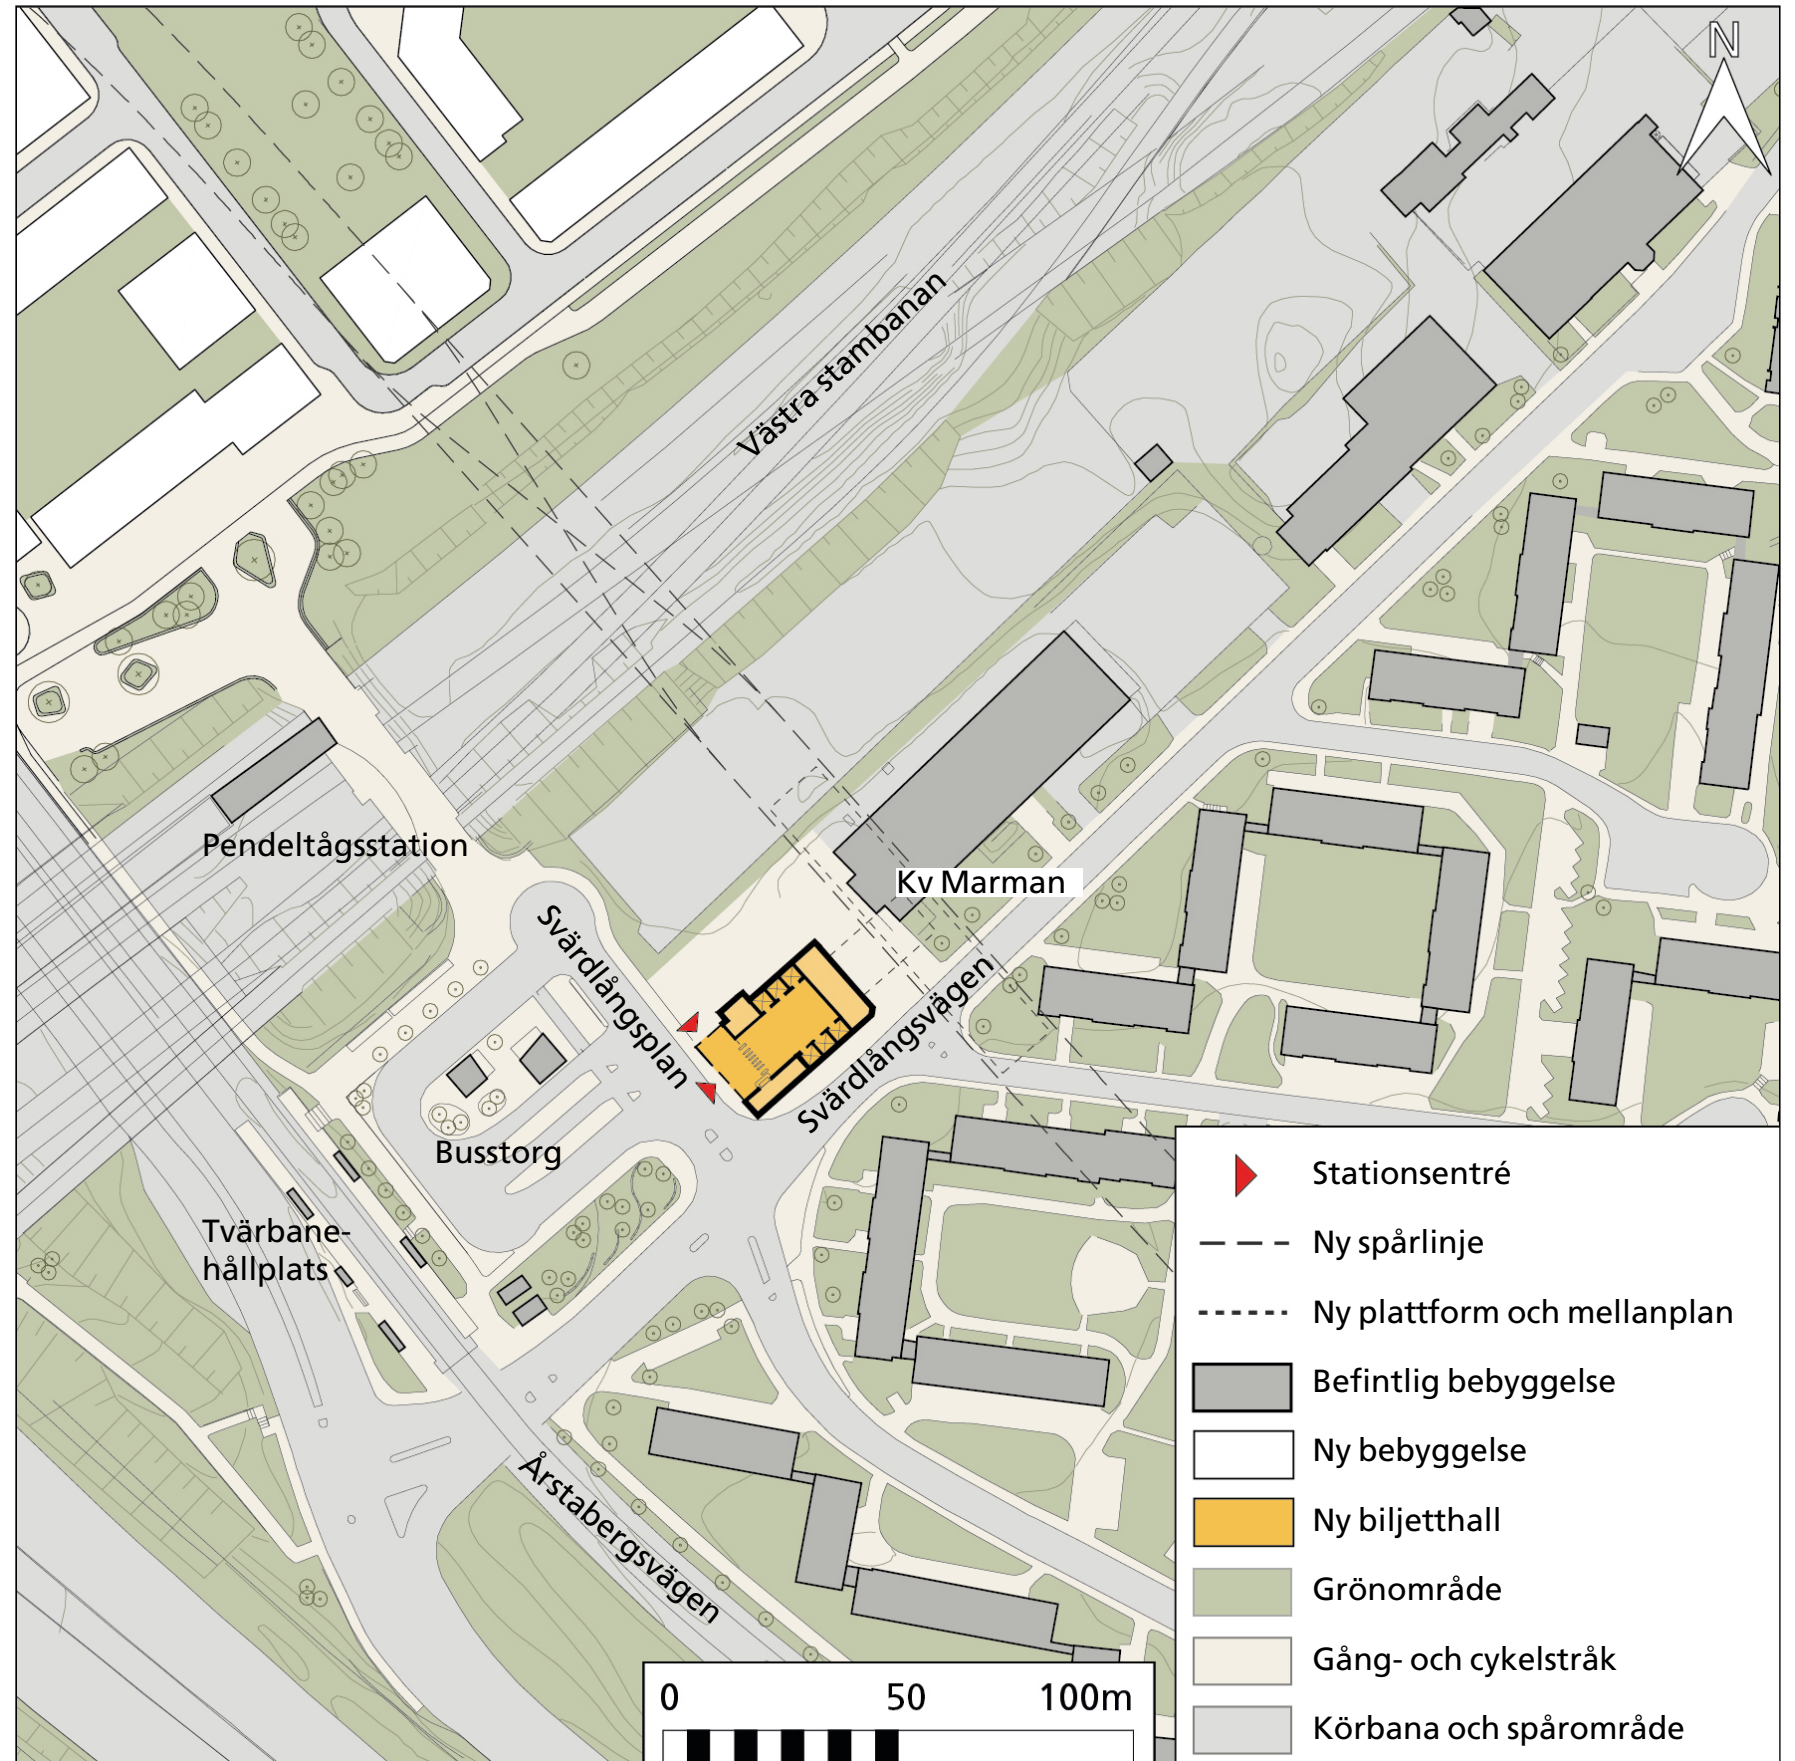 N
Västra stambanan
Pendeltågsstation
Kv Marman
Svärdlångsplan
Svärdlångsvägen
Busstorg
Tvärbane-
hållplats
Årstabergsvägen
Stationsentré
Ny spårlinje
Ny plattform och mellanplan
Befintlig bebyggelse
Ny bebyggelse
Ny biljetthall
Grönområde
Gång- och cykelstråk
Körbana och spårområde
0 50 100m